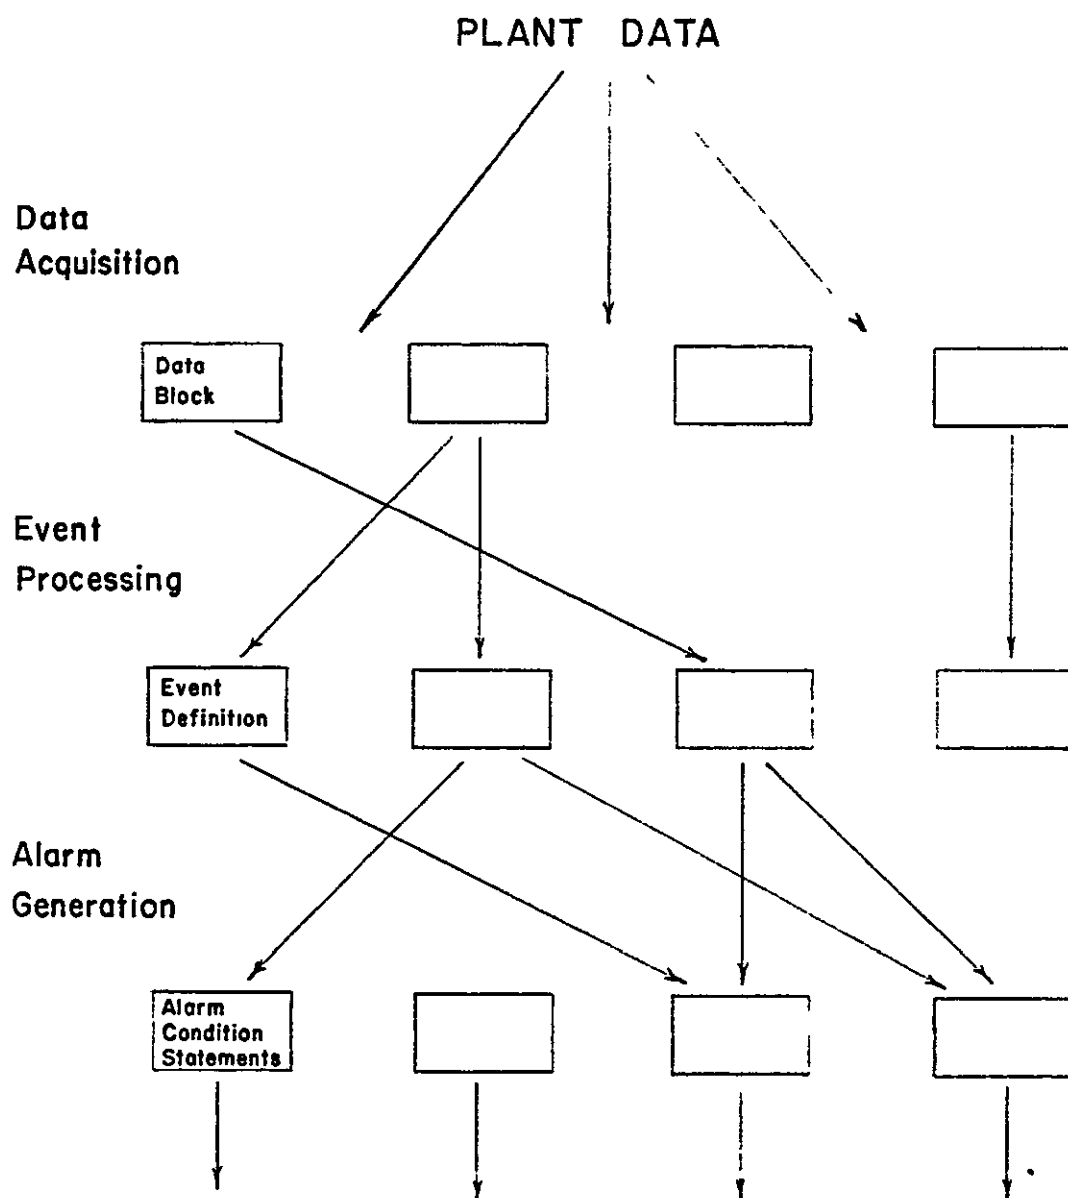 PLANT DATA
Data
Acquisition
Data
Block
Event
Processing
Event
Definition
Alarm
Generation
Alarm
Condition
Statements